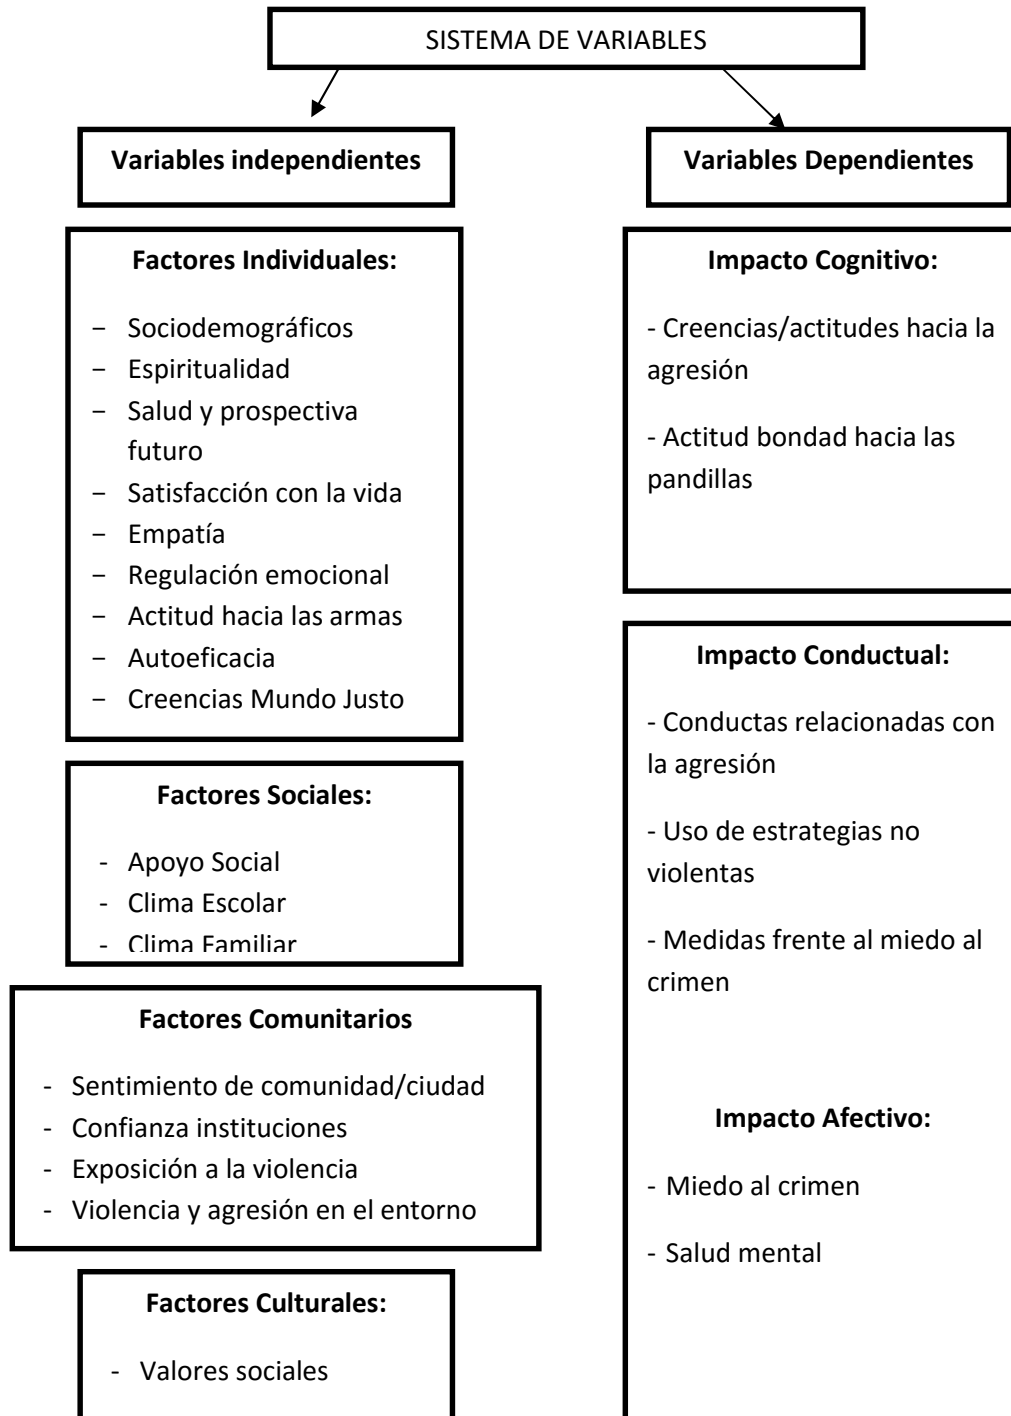 SISTEMA DE VARIABLES
Variables independientes
Factores Individuales:
− Sociodemográficos
− Espiritualidad
− Salud y prospectiva
futuro
− Satisfacción con la vida
− Empatía
− Regulación emocional
− Actitud hacia las armas
− Autoeficacia
− Creencias Mundo Justo
Factores Sociales:
- Apoyo Social
- Clima Escolar
- Clima Familiar
Factores Comunitarios
- Sentimiento de comunidad/ciudad
- Confianza instituciones
- Exposición a la violencia
- Violencia y agresión en el entorno
Factores Culturales:
- Valores sociales
Variables Dependientes
Impacto Cognitivo:
- Creencias/actitudes hacia la
agresión
- Actitud bondad hacia las
pandillas
Impacto Conductual:
- Conductas relacionadas con
la agresión
- Uso de estrategias no
violentas
- Medidas frente al miedo al
crimen
Impacto Afectivo:
- Miedo al crimen
- Salud mental